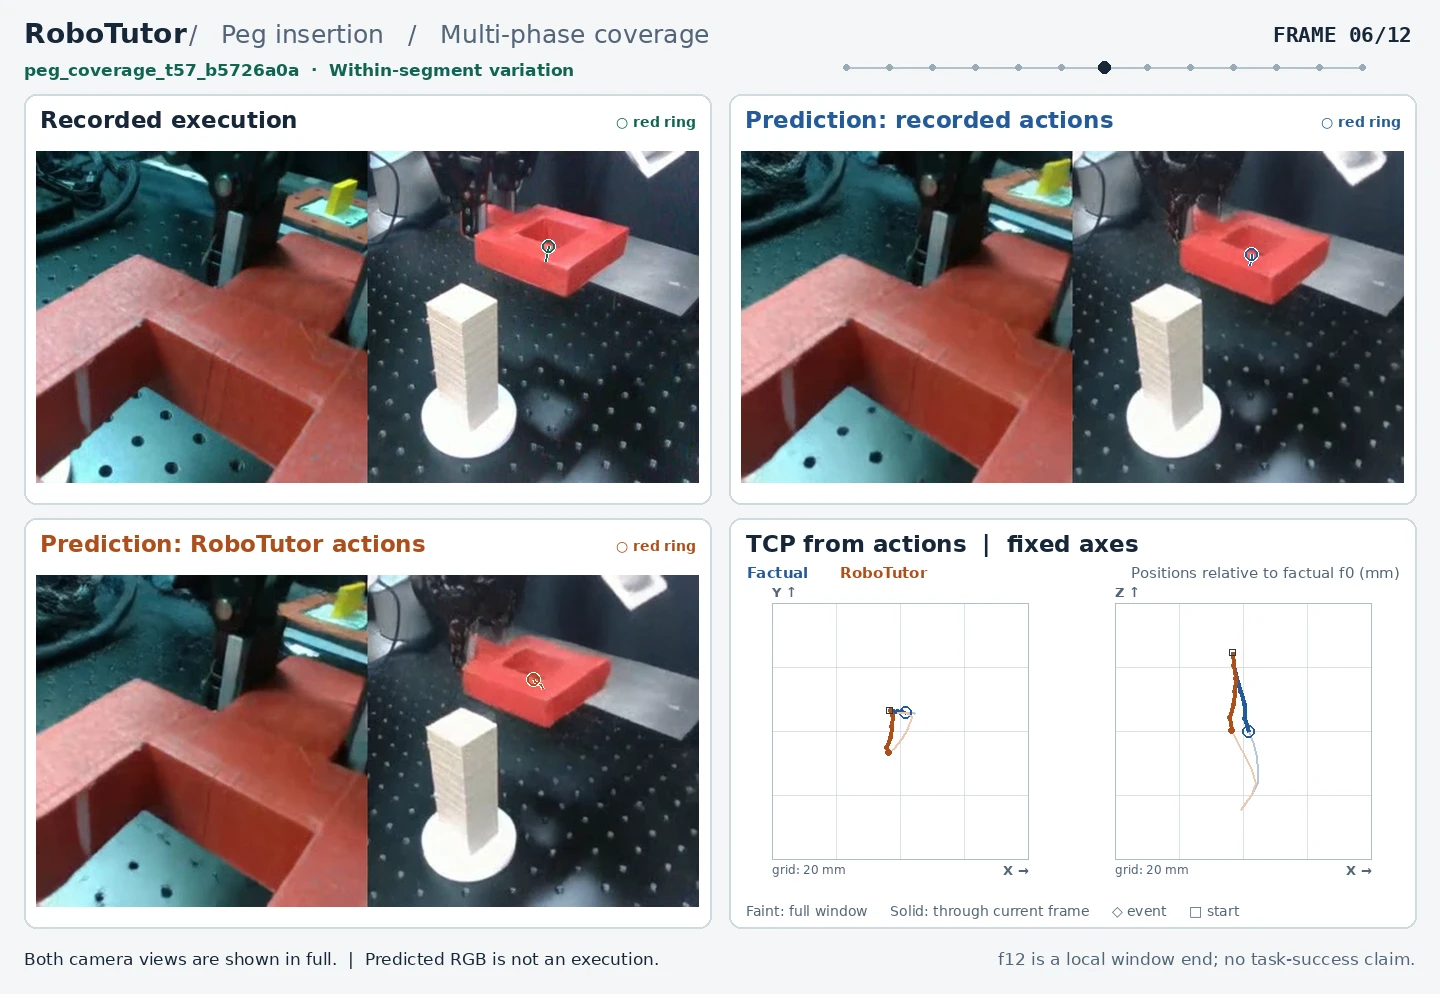 RoboTutor / Peg insertion / Multi-phase coverage
FRAME 06/12
peg_coverage_t57_b5726a0a · Within-segment variation
Recorded execution
○ red ring
Prediction: recorded actions
○ red ring
Prediction: RoboTutor actions
○ red ring
TCP from actions | fixed axes
Factual RoboTutor
Positions relative to factual f0 (mm)
Y ↑
Z ↑
grid: 20 mm
X →
grid: 20 mm
X →
Faint: full window Solid: through current frame ◇ event □ start
Both camera views are shown in full. | Predicted RGB is not an execution.
f12 is a local window end; no task-success claim.